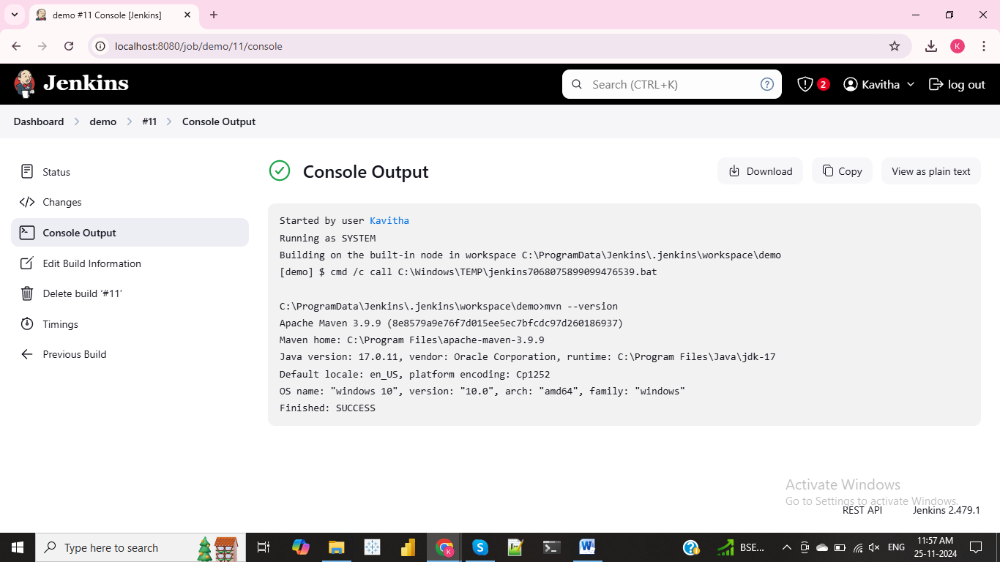 demo #11 Console [Jenkins]
localhost:8080/job/demo/11/console
K
Jenkins
Search (CTRL+K)
?
2
Kavitha
log out
Dashboard
demo
#11
Console Output
Status
Changes
Console Output
Edit Build Information
Delete build ‘#11’
Timings
Previous Build
Console Output
Download
Copy
View as plain text
Started by user Kavitha
Running as SYSTEM
Building on the built-in node in workspace C:\ProgramData\Jenkins\.jenkins\workspace\demo
[demo] $ cmd /c call C:\Windows\TEMP\jenkins7068075899099476539.bat
C:\ProgramData\Jenkins\.jenkins\workspace\demo>mvn --version
Apache Maven 3.9.9 (8e8579a9e76f7d015ee5ec7bfcdc97d260186937)
Maven home: C:\Program Files\apache-maven-3.9.9
Java version: 17.0.11, vendor: Oracle Corporation, runtime: C:\Program Files\Java\jdk-17
Default locale: en_US, platform encoding: Cp1252
OS name: "windows 10", version: "10.0", arch: "amd64", family: "windows"
Finished: SUCCESS
Activate Windows
Go to Settings to activate Windows.
REST API
Jenkins 2.479.1
Type here to search
K
S
W
BSE...
ENG
11:57 AM
25-11-2024